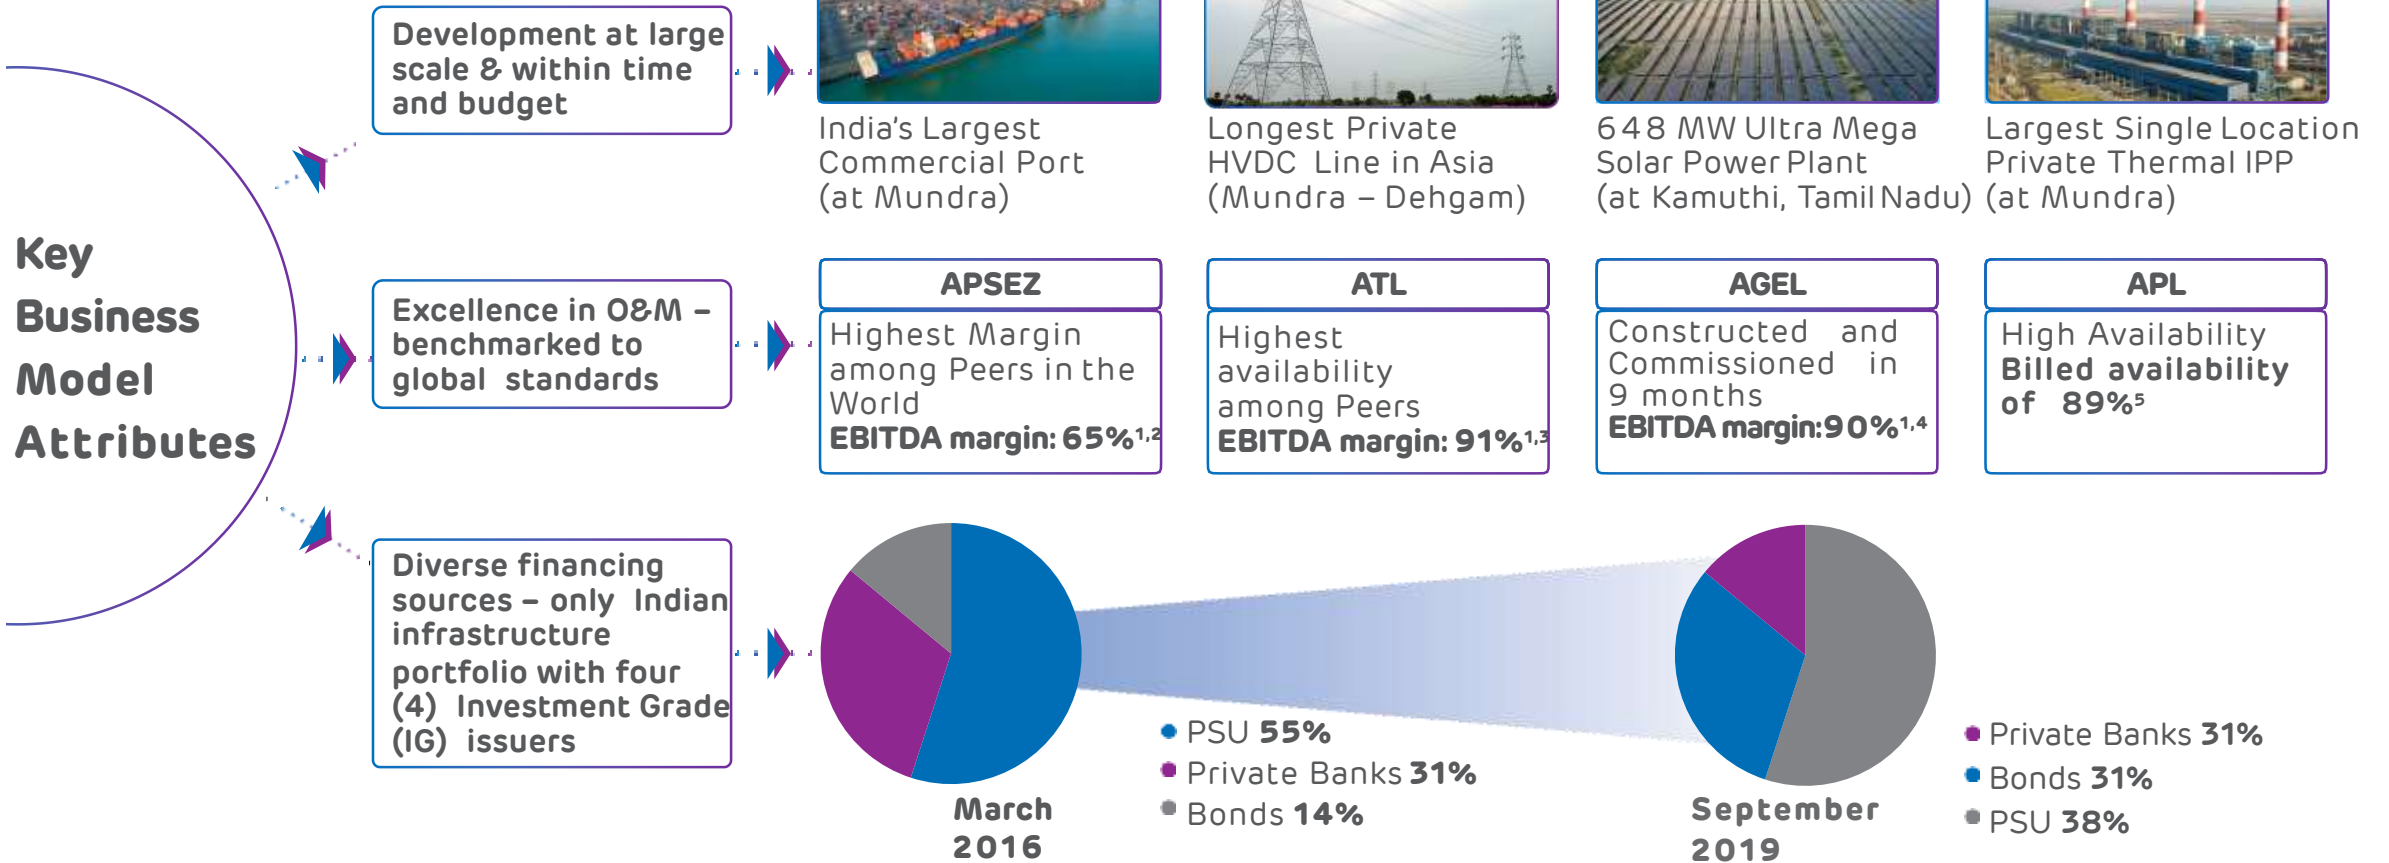 Key
Business
Model
Attributes
Development at large
scale & within time
and budget
India's Largest
Commercial Port
(at Mundra)
Longest Private
HVDC Line in Asia
(Mundra – Dehgam)
648 MW Ultra Mega
Solar Power Plant
(at Kamuthi, Tamil Nadu)
Largest Single Location
Private Thermal IPP
(at Mundra)
Excellence in O&M –
benchmarked to
global standards
APSEZ
Highest Margin
among Peers in the
World
EBITDA margin: 65%1,2
ATL
Highest
availability
among Peers
EBITDA margin: 91%1,3
AGEL
Constructed and
Commissioned in
9 months
EBITDA margin:90%1,4
APL
High Availability
Billed availability
of 89%5
Diverse financing
sources – only Indian
infrastructure
portfolio with four
(4) Investment Grade
(IG) issuers
PSU 55%
Private Banks 31%
Bonds 14%
March
2016
Private Banks 31%
Bonds 31%
PSU 38%
September
2019